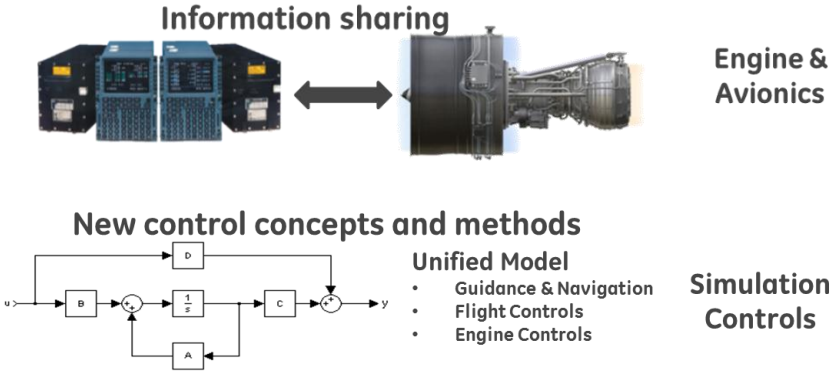 Information sharing
Engine &
Avionics
New control concepts and methods
D
Unified Model
• Guidance & Navigation
• Flight Controls
• Engine Controls
Simulation
Controls
u
B
+
+
1
s
C
+
+
y
A